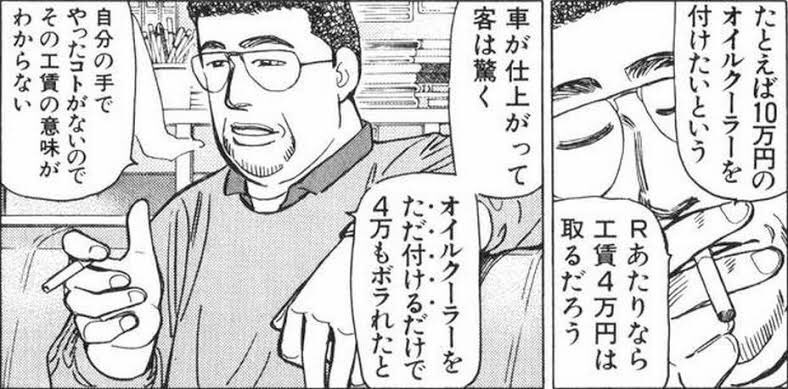 たとえば10万円の
オイルクーラーを
付けたいという
Rあたりなら
工賃4万円は
取るだろう
車が仕上がって
客は驚く
オイルクーラーを
ただ付けるだけで
4万もボラれたと
自分の手で
やったコトがないので
その工賃の意味が
わからない